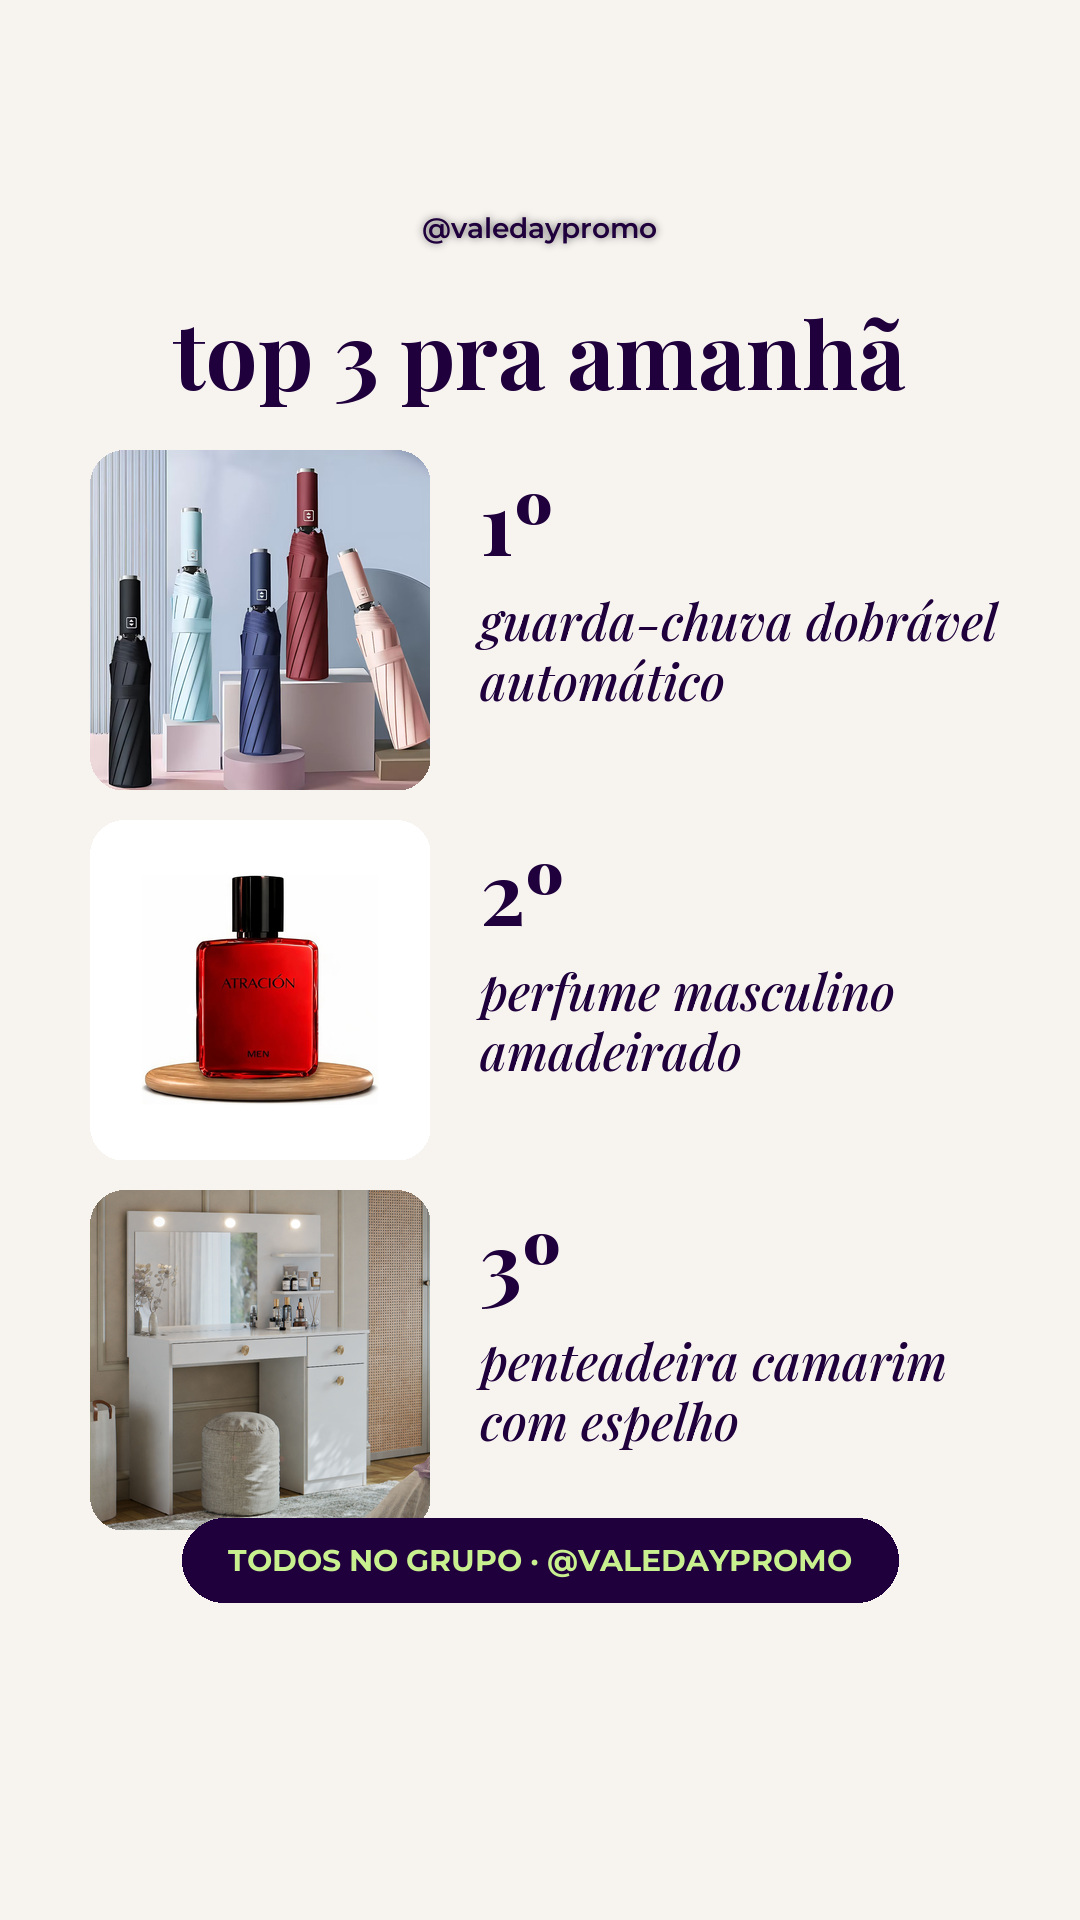 @valedaypromo
top 3 pra amanhã
1º
guarda-chuva dobrável
automático
ATRACIÓN
MEN
2º
perfume masculino
amadeirado
3º
penteadeira camarim
com espelho
TODOS NO GRUPO · @VALEDAYPROMO